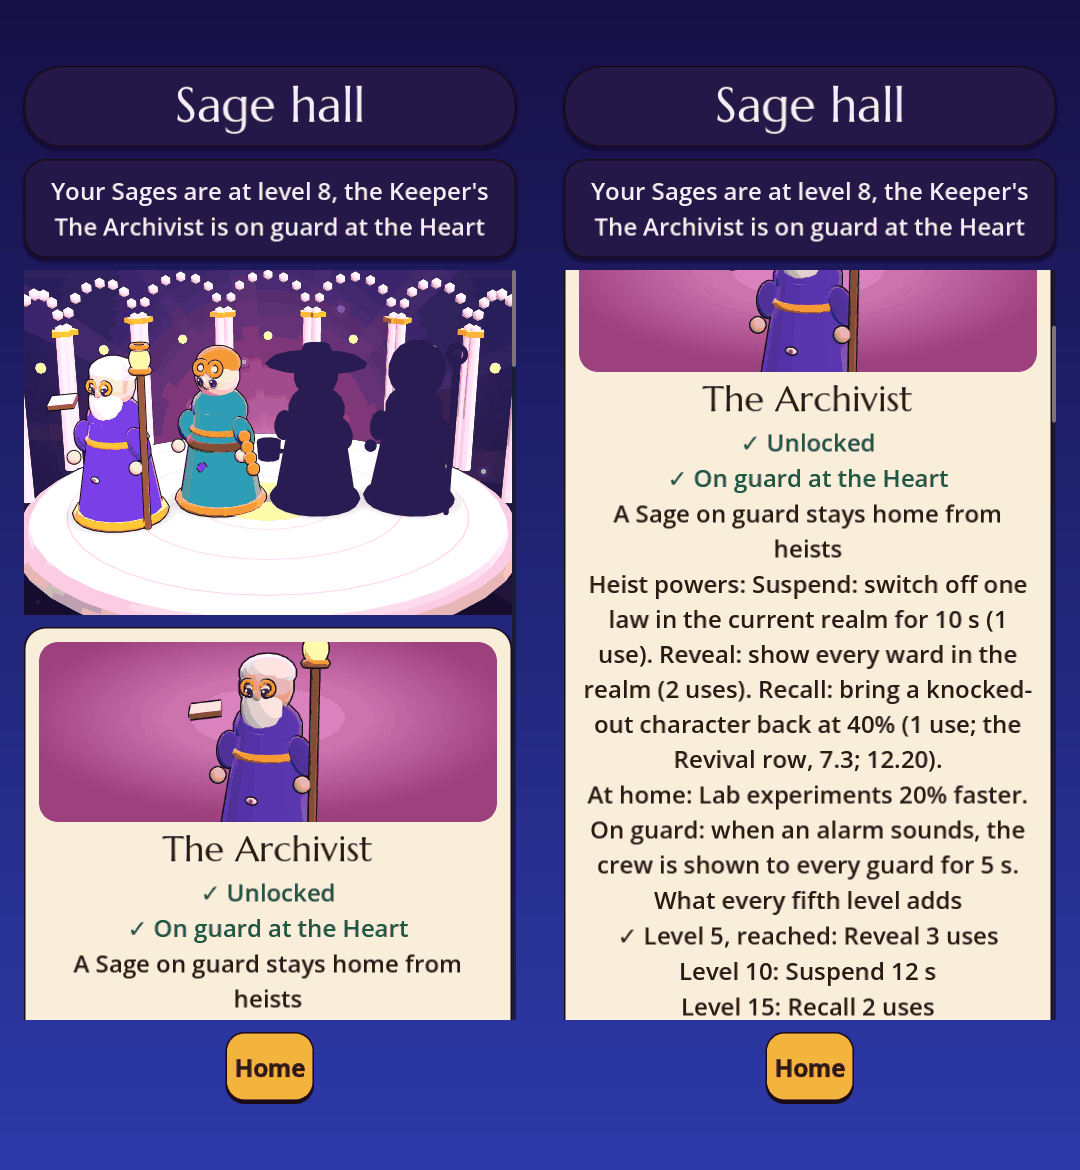 Sage hall
Your Sages are at level 8, the Keeper's
The Archivist is on guard at the Heart
The Archivist
✓ Unlocked
✓ On guard at the Heart
A Sage on guard stays home from
heists
Home
Sage hall
Your Sages are at level 8, the Keeper's
The Archivist is on guard at the Heart
The Archivist
✓ Unlocked
✓ On guard at the Heart
A Sage on guard stays home from
heists
Heist powers: Suspend: switch off one
law in the current realm for 10 s (1
use). Reveal: show every ward in the
realm (2 uses). Recall: bring a knocked-
out character back at 40% (1 use; the
Revival row, 7.3; 12.20).
At home: Lab experiments 20% faster.
On guard: when an alarm sounds, the
crew is shown to every guard for 5 s.
What every fifth level adds
✓ Level 5, reached: Reveal 3 uses
Level 10: Suspend 12 s
Level 15: Recall 2 uses
Home